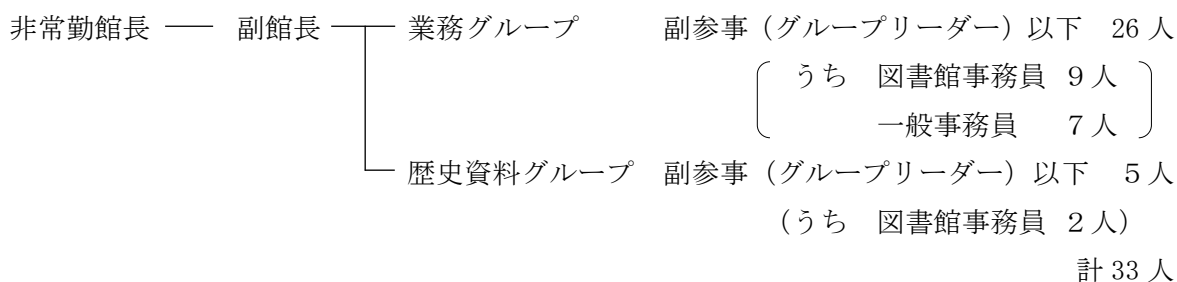 非常勤館長 ── 副館長 ─┬─ 業務グループ 副参事（グループリーダー）以下 26人
うち 図書館事務員 9人
一般事務員 7人
歴史資料グループ 副参事（グループリーダー）以下 5人
（うち 図書館事務員 2人）
計33人